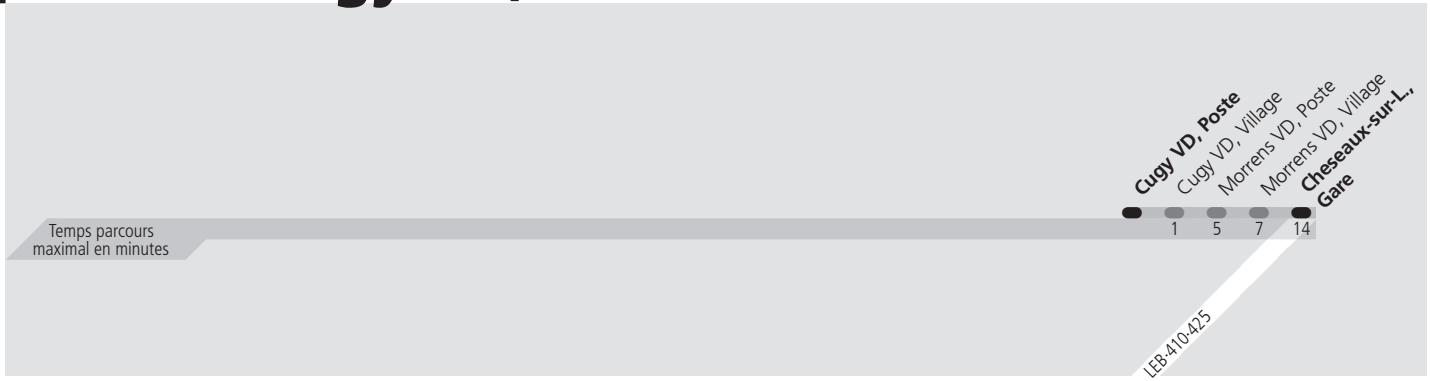 Cugy VD, Poste
Cugy VD, Village
Morrens VD, Poste
Morrens VD, Village
Cheseaux-sur-L.,
Gare
Temps parcours
maximal en minutes
1 5 7 14
LEB·410·425